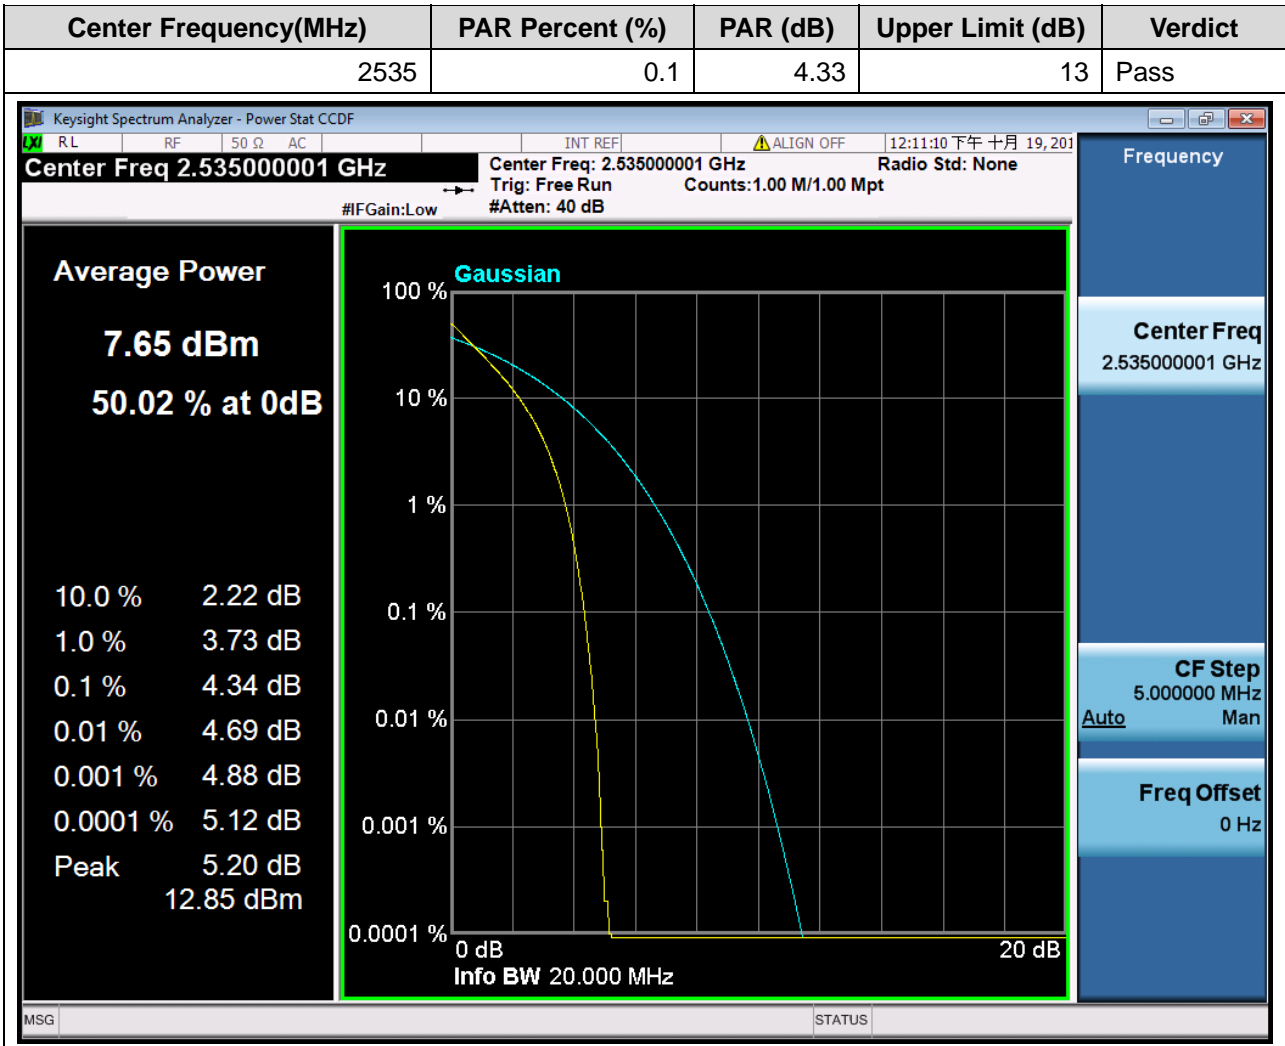 Center Frequency(MHz) PAR Percent (%) PAR (dB) Upper Limit (dB) Verdict
2535 0.1 4.33 13 Pass
Keysight Spectrum Analyzer - Power Stat CCDF
LXI RL RF 50 Ω AC INT REF ALIGN OFF 12:11:10 下午 十月 19, 201
Center Freq 2.535000001 GHz
Center Freq: 2.535000001 GHz Radio Std: None
Trig: Free Run Counts:1.00 M/1.00 Mpt
#IFGain:Low #Atten: 40 dB
Average Power
7.65 dBm
50.02 % at 0dB
10.0 % 2.22 dB
1.0 % 3.73 dB
0.1 % 4.34 dB
0.01 % 4.69 dB
0.001 % 4.88 dB
0.0001 % 5.12 dB
Peak 5.20 dB
12.85 dBm
Gaussian
100 %
10 %
1 %
0.1 %
0.01 %
0.001 %
0.0001 %
0 dB 20 dB
Info BW 20.000 MHz
Frequency
Center Freq
2.535000001 GHz
CF Step
5.000000 MHz
Auto Man
Freq Offset
0 Hz
MSG STATUS